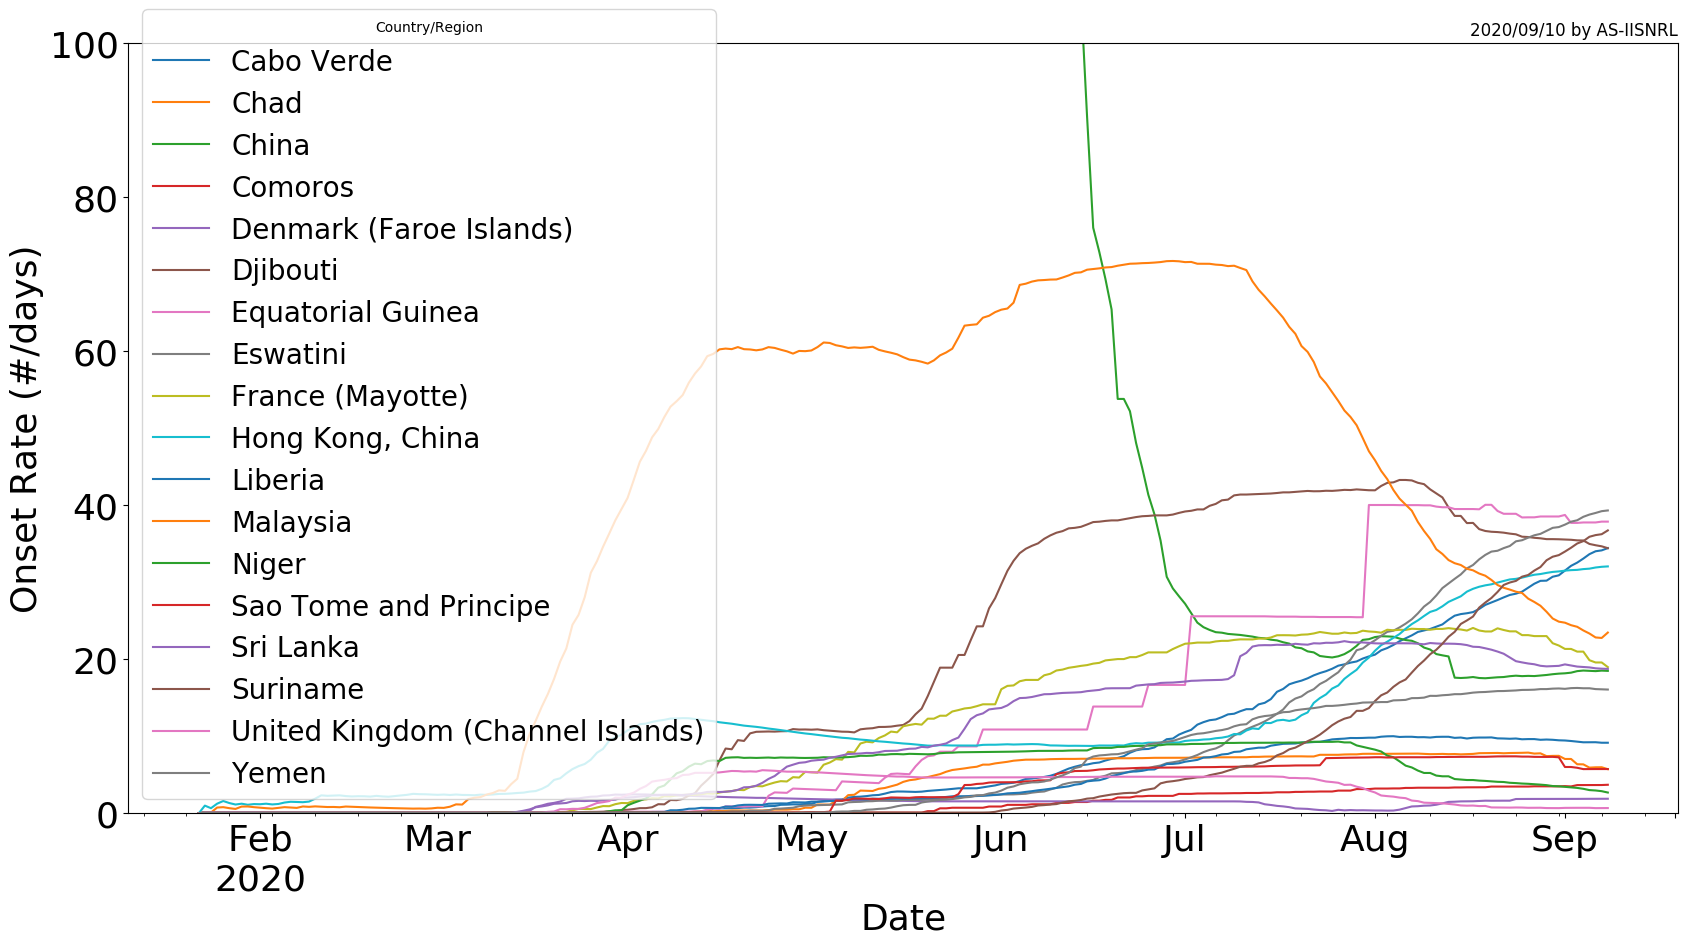 Country/Region
2020/09/10 by AS-IISNRL
Cabo Verde
Chad
China
Comoros
Denmark (Faroe Islands)
Djibouti
Equatorial Guinea
Eswatini
France (Mayotte)
Hong Kong, China
Liberia
Malaysia
Niger
Sao Tome and Principe
Sri Lanka
Suriname
United Kingdom (Channel Islands)
Yemen
Onset Rate (#/days)
100
80
60
40
20
0
Feb Mar Apr May Jun Jul Aug Sep
2020
Date